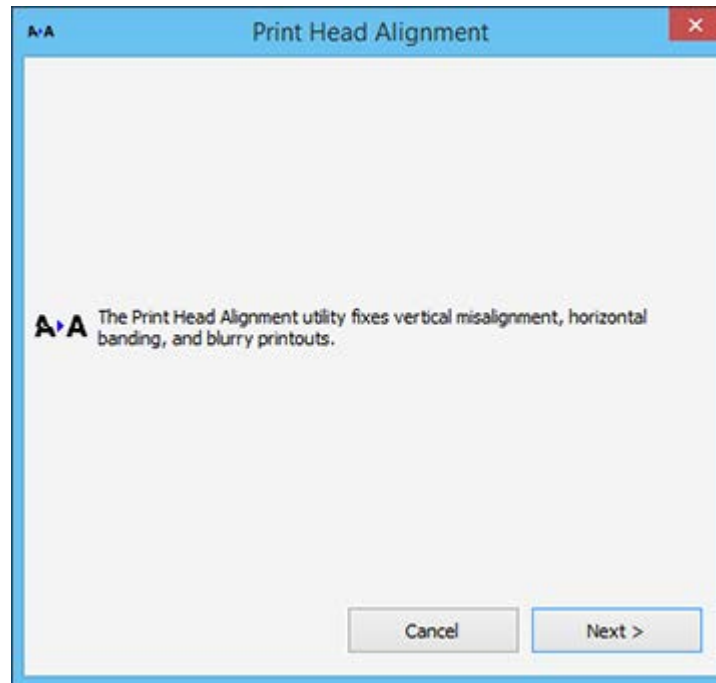 A▸A Print Head Alignment
A▸A The Print Head Alignment utility fixes vertical misalignment, horizontal
banding, and blurry printouts.
Cancel Next >